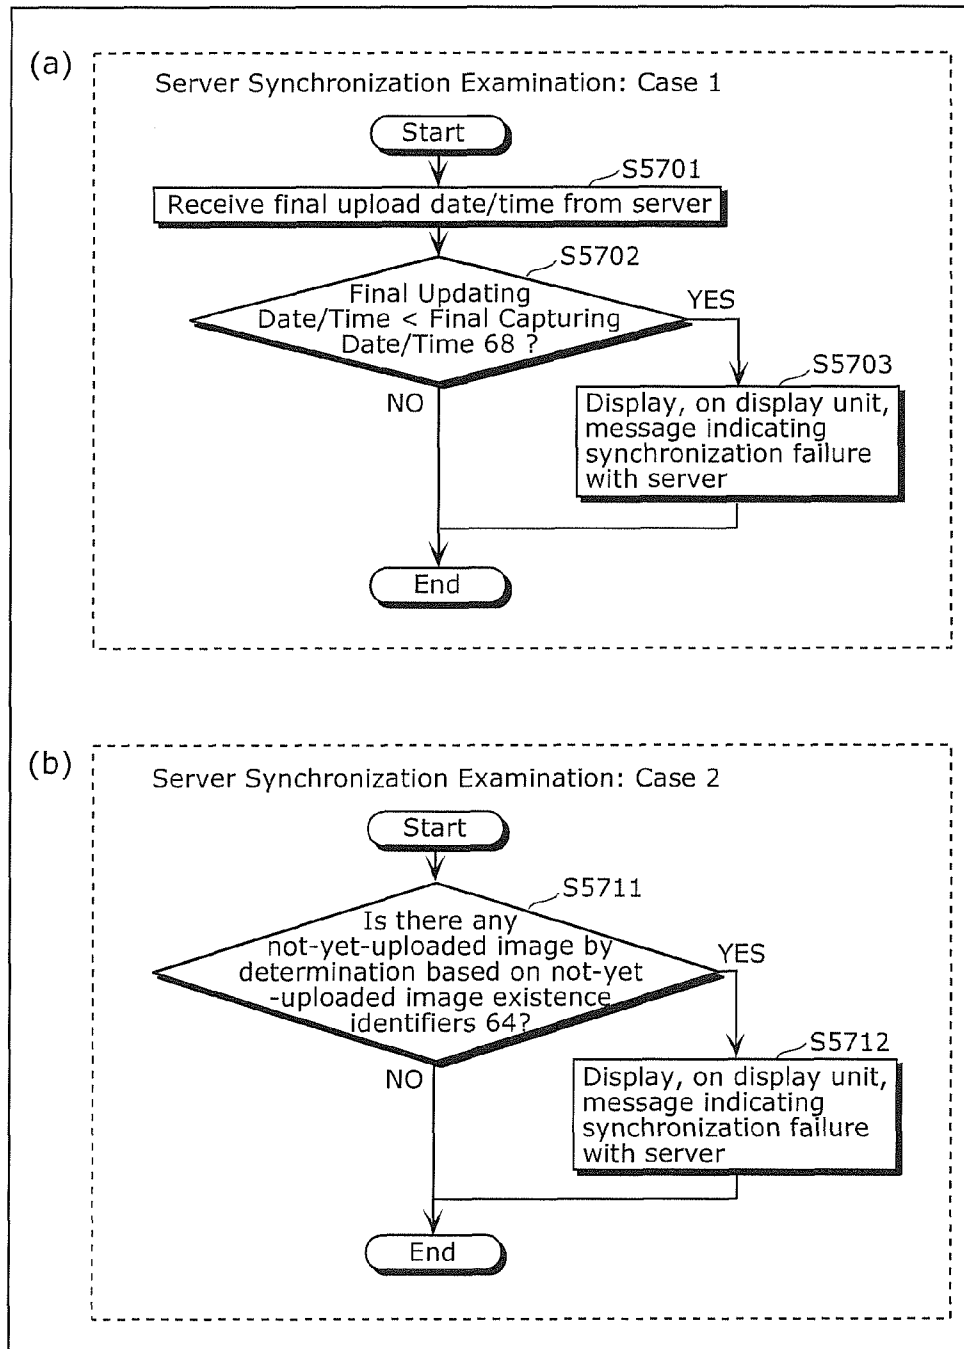 (a)
Server Synchronization Examination: Case 1
Start
S5701
Receive final upload date/time from server
S5702
Final Updating
Date/Time < Final Capturing
Date/Time 68 ?
YES
NO
S5703
Display, on display unit,
message indicating
synchronization failure
with server
End
(b)
Server Synchronization Examination: Case 2
Start
S5711
Is there any
not-yet-uploaded image by
determination based on not-yet
-uploaded image existence
identifiers 64?
YES
NO
S5712
Display, on display unit,
message indicating
synchronization failure
with server
End